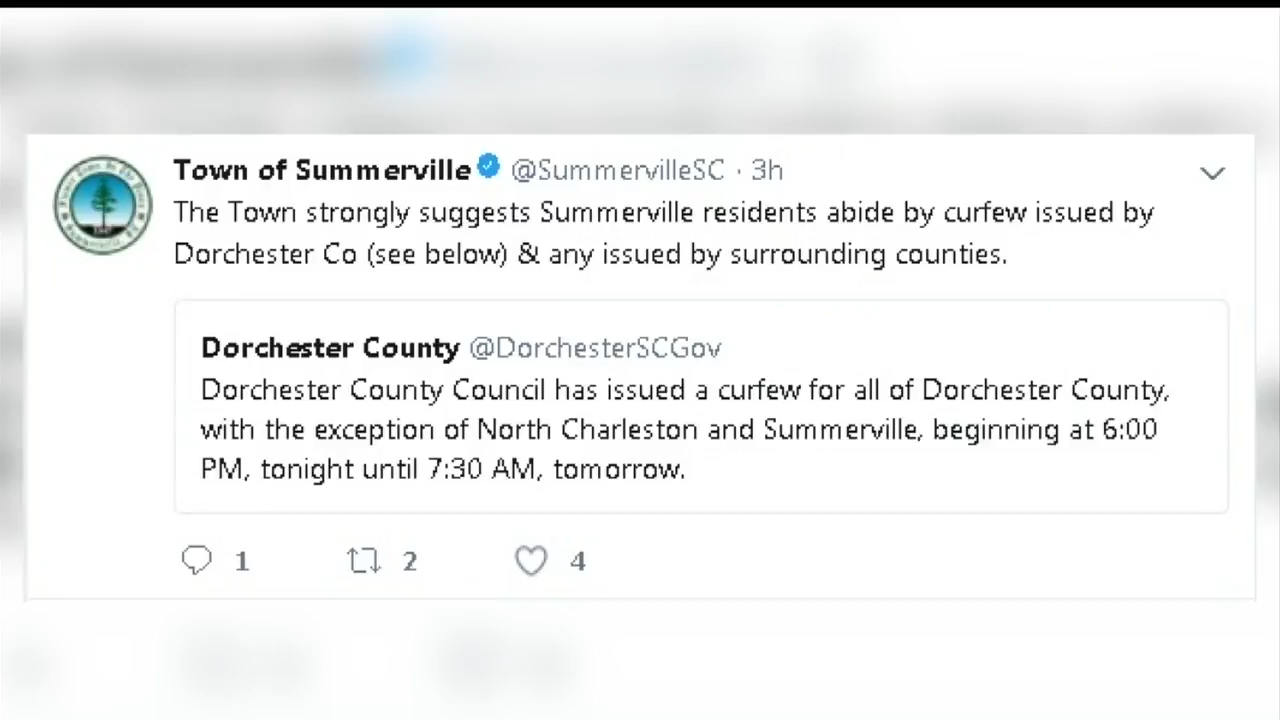 Town of Summerville @SummervilleSC · 3h
The Town strongly suggests Summerville residents abide by curfew issued by
Dorchester Co (see below) & any issued by surrounding counties.
Dorchester County @DorchesterSCGov
Dorchester County Council has issued a curfew for all of Dorchester County,
with the exception of North Charleston and Summerville, beginning at 6:00
PM, tonight until 7:30 AM, tomorrow.
1 2 4